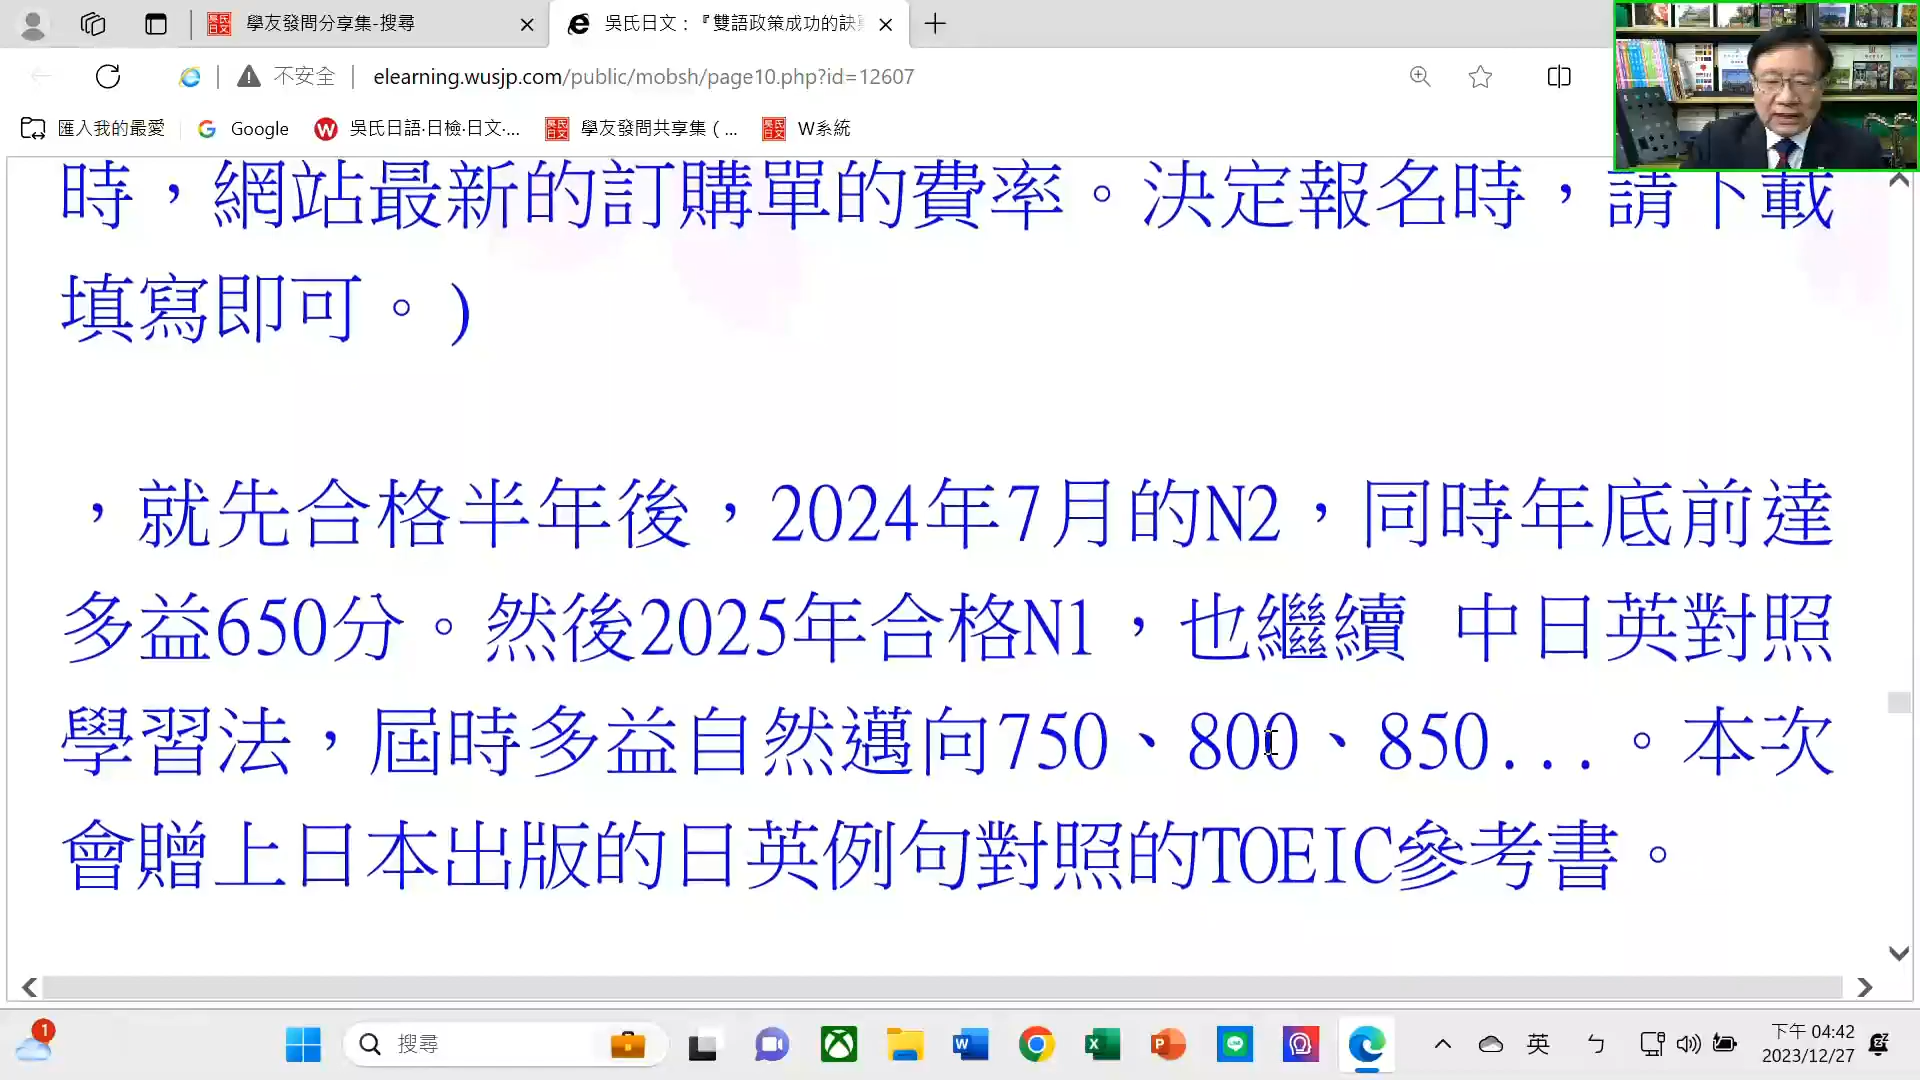 學友發問分享集-搜尋
吳氏日文：『雙語政策成功的訣
不安全
elearning.wusjp.com/public/mobsh/page10.php?id=12607
匯入我的最愛
Google
吳氏日語·日檢·日文·...
學友發問共享集 ( ...
W系統
時，網站最新的訂購單的費率。決定報名時，請下載
填寫即可。)
，就先合格半年後，2024年7月的N2，同時年底前達
多益650分。然後2025年合格N1，也繼續 中日英對照
學習法，屆時多益自然邁向750、800、850...。本次
會贈上日本出版的日英例句對照的TOEIC參考書。
1
搜尋
英
ㄅ
下午 04:42
2023/12/27